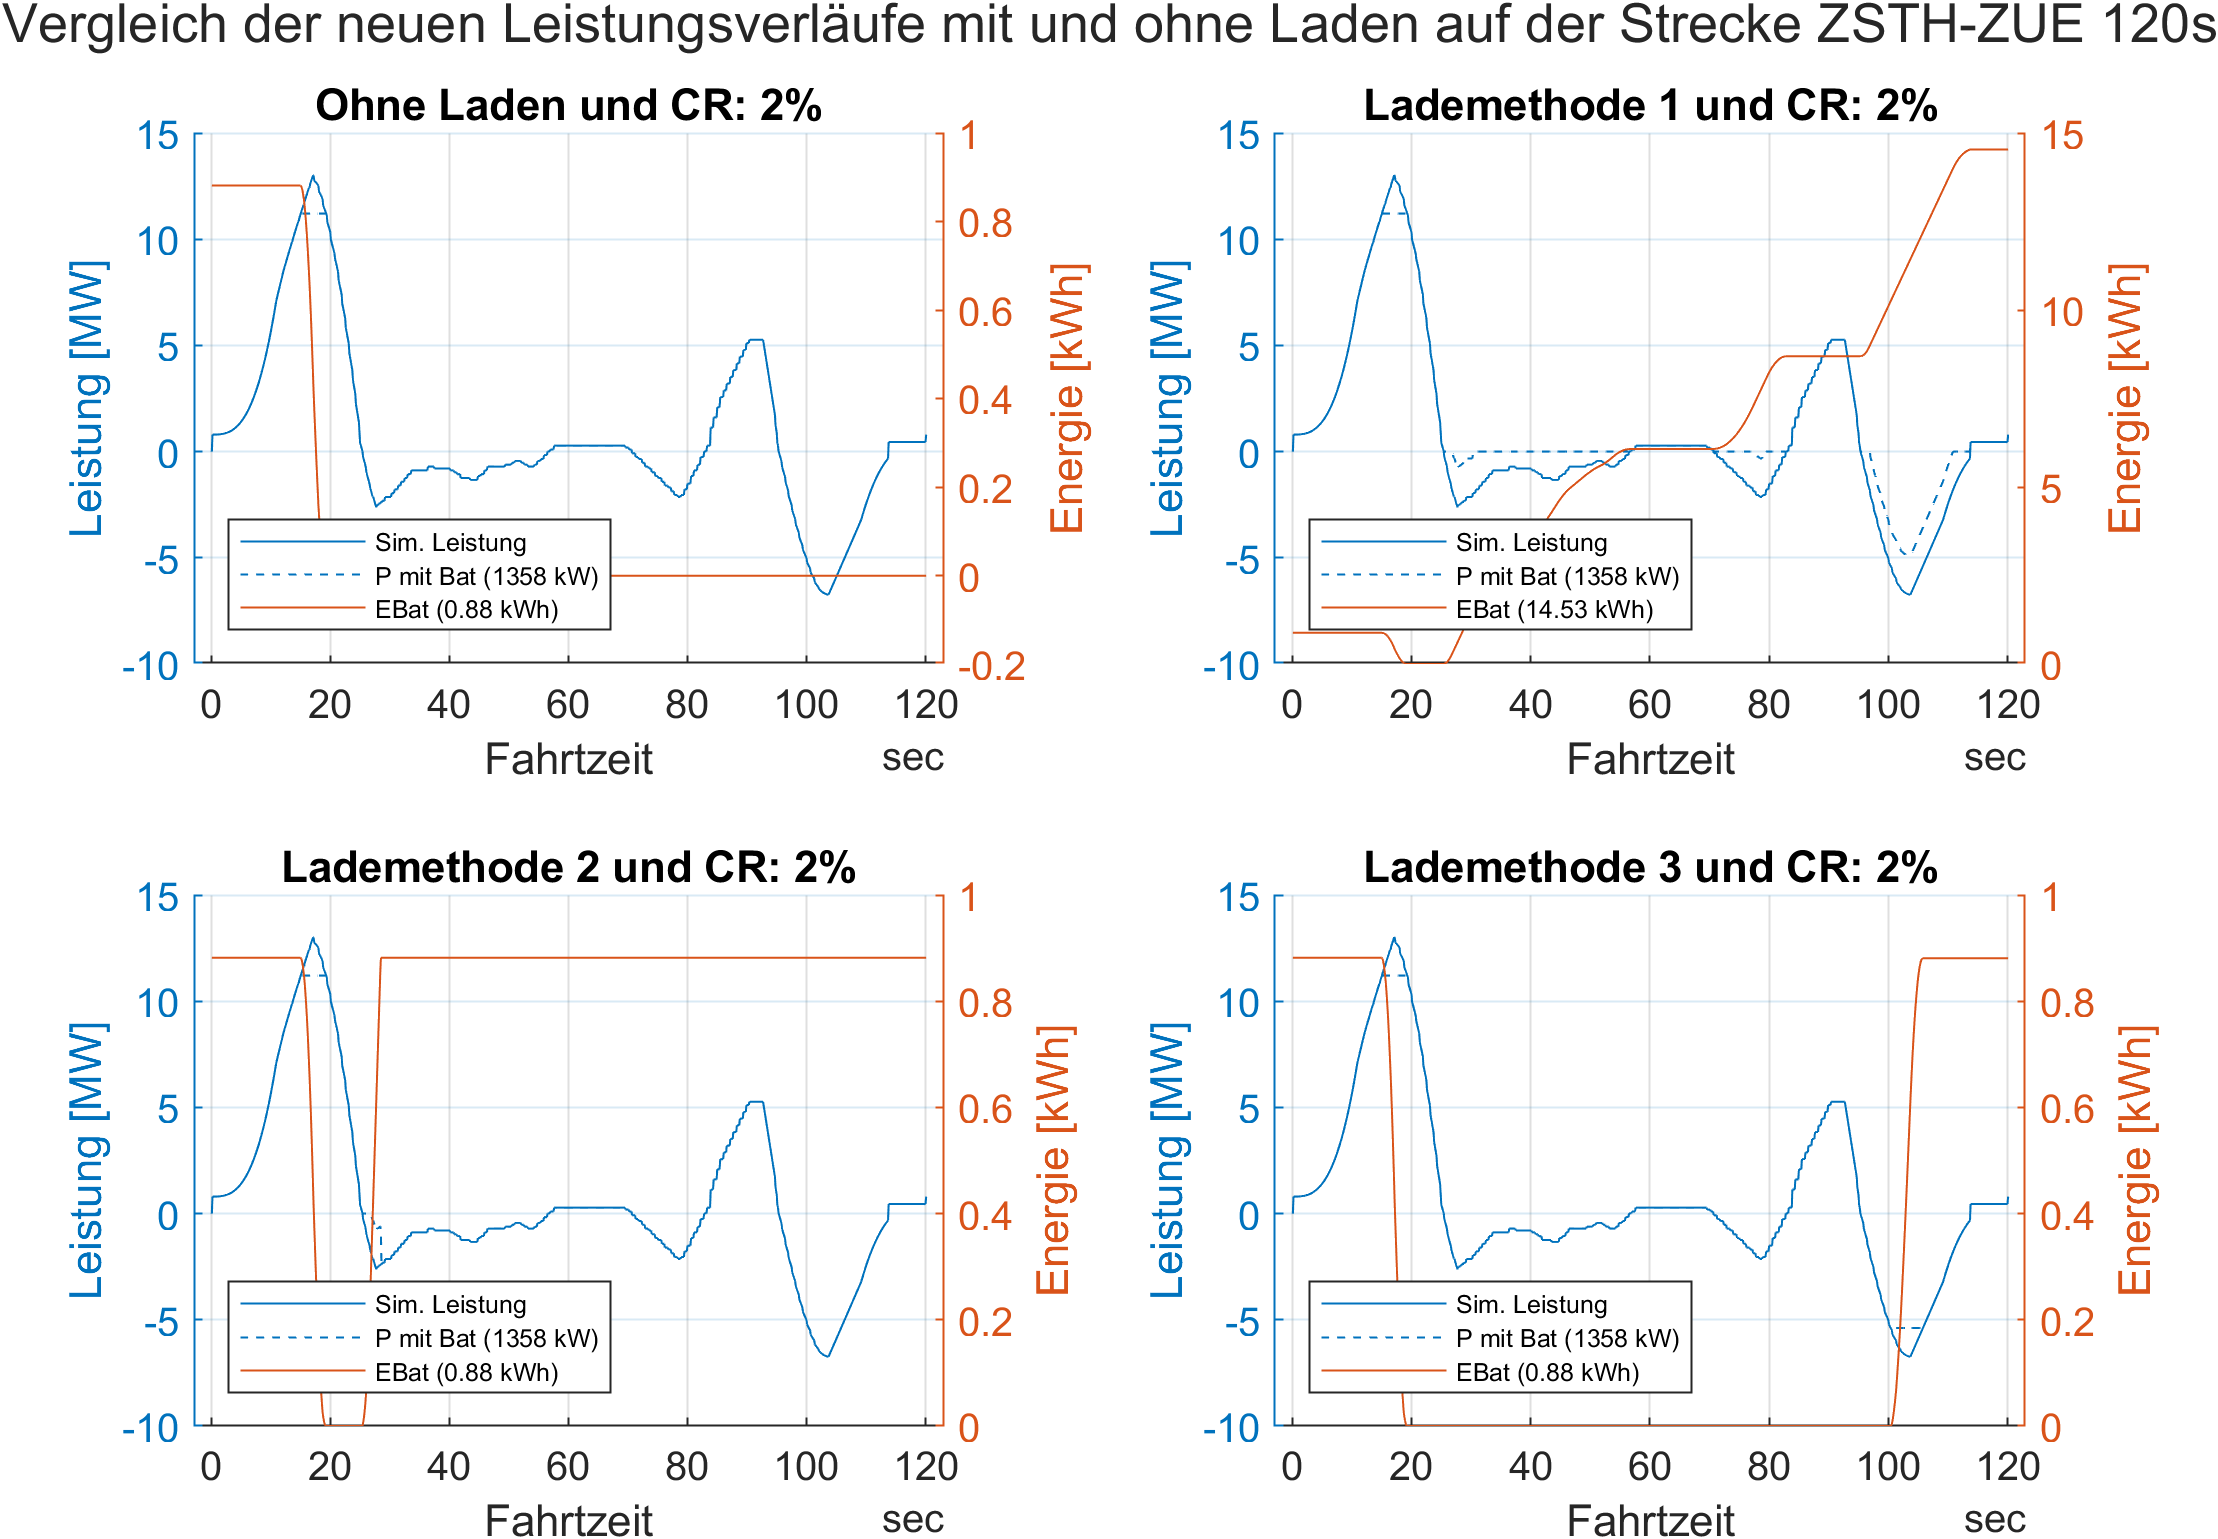 Vergleich der neuen Leistungsverläufe mit und ohne Laden auf der Strecke ZSTH-ZUE 120s
Ohne Laden und CR: 2%
15
10
5
0
-5
-10
Leistung [MW]
1
0.8
0.6
0.4
0.2
0
-0.2
Energie [kWh]
Sim. Leistung
P mit Bat (1358 kW)
EBat (0.88 kWh)
0 20 40 60 80 100 120
Fahrtzeit sec
Lademethode 1 und CR: 2%
15
10
5
0
-5
-10
Leistung [MW]
15
10
5
0
Energie [kWh]
Sim. Leistung
P mit Bat (1358 kW)
EBat (14.53 kWh)
0 20 40 60 80 100 120
Fahrtzeit sec
Lademethode 2 und CR: 2%
15
10
5
0
-5
-10
Leistung [MW]
1
0.8
0.6
0.4
0.2
0
Energie [kWh]
Sim. Leistung
P mit Bat (1358 kW)
EBat (0.88 kWh)
0 20 40 60 80 100 120
Fahrtzeit sec
Lademethode 3 und CR: 2%
15
10
5
0
-5
-10
Leistung [MW]
1
0.8
0.6
0.4
0.2
0
Energie [kWh]
Sim. Leistung
P mit Bat (1358 kW)
EBat (0.88 kWh)
0 20 40 60 80 100 120
Fahrtzeit sec